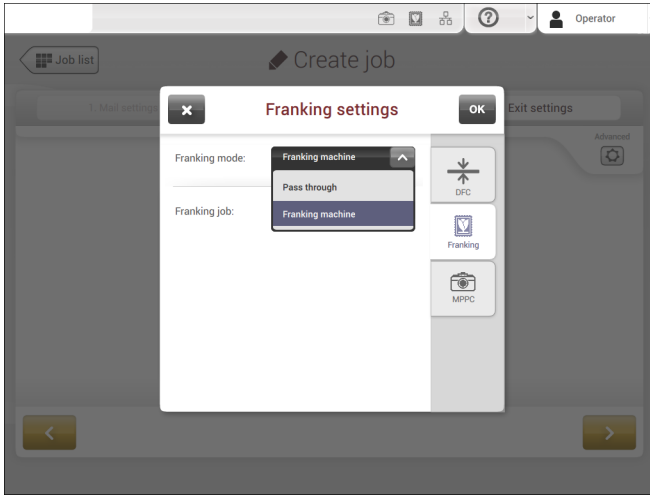 Operator
Job list
Create job
1. Mail settings
Exit settings
Advanced
Franking settings
OK
Franking mode:
Franking machine
Pass through
Franking machine
Franking job:
DFC
Franking
MPPC